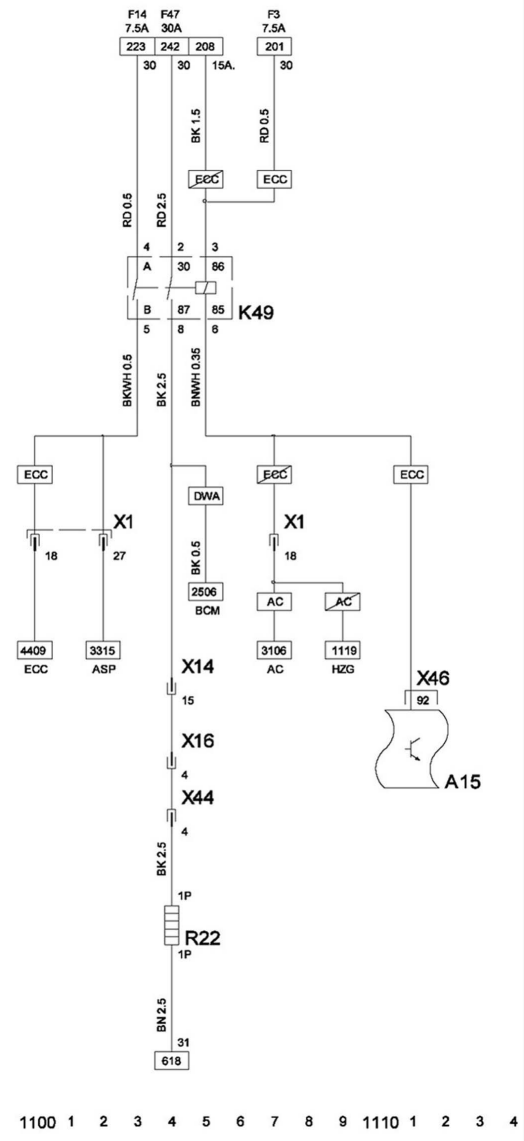 F14 F47 F3
7.5A 30A 7.5A
223 242 208 201
30 30 15A. 30
BK 1.5 RD 0.5
ECC ECC
RD 0.5 RD 2.5
4 2 3
A 30 86
B 87 85 K49
5 8 6
BKWH 0.5 BK 2.5 BNWH 0.35
ECC ECC ECC
DWA
X1 X1
18 27 18
BK 0.5
2506 AC AC
BCM
4409 3315 3106 1119
ECC ASP AC HZG
X14 X46
15 92
X16
4
A15
X44
4
BK 2.5
1P
R22
1P
BN 2.5
31
618
1100 1 2 3 4 5 6 7 8 9 1110 1 2 3 4